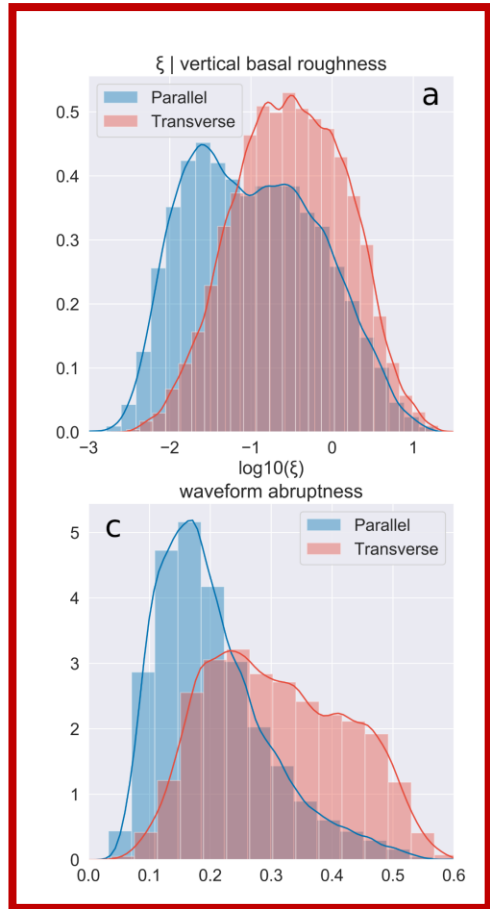 ξ | vertical basal roughness
a
Parallel
Transverse
0.5
0.4
0.3
0.2
0.1
0.0
−3 −2 −1 0 1
log10(ξ)
waveform abruptness
c
Parallel
Transverse
5
4
3
2
1
0
0.0 0.1 0.2 0.3 0.4 0.5 0.6